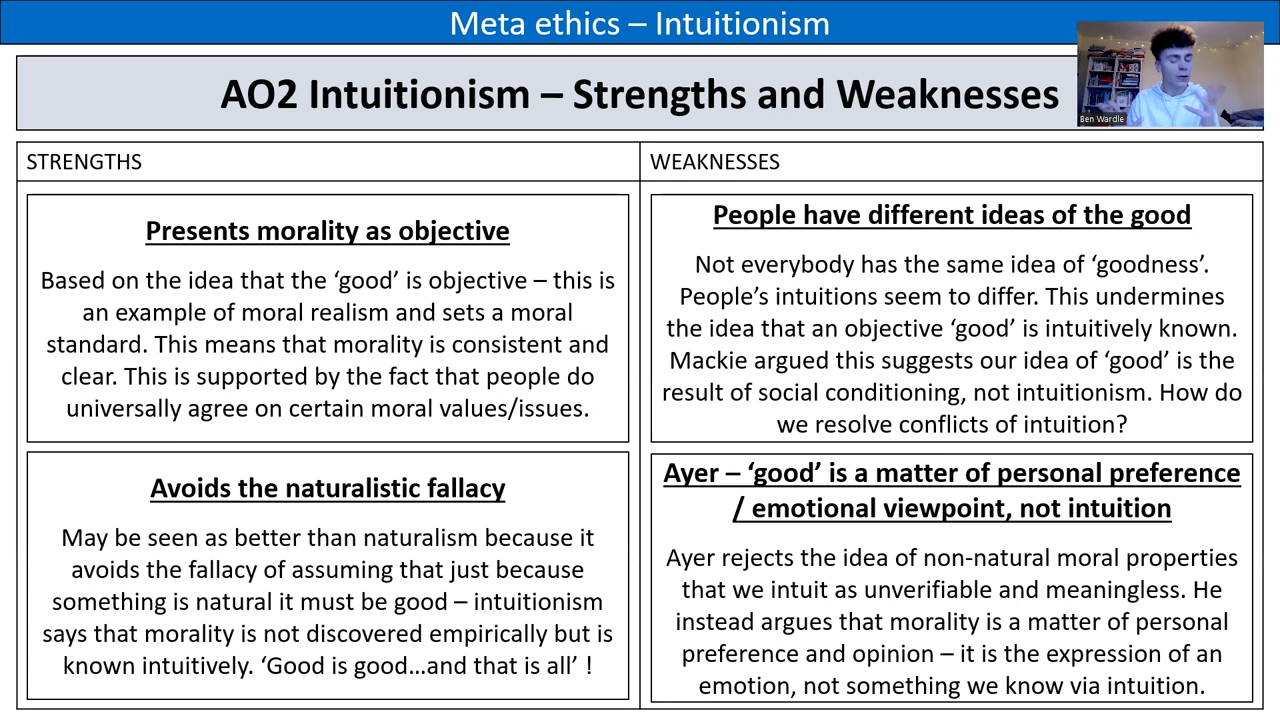 Meta ethics – Intuitionism
AO2 Intuitionism – Strengths and Weaknesses
Ben Wardle
STRENGTHS
Presents morality as objective
Based on the idea that the ‘good’ is objective – this is
an example of moral realism and sets a moral
standard. This means that morality is consistent and
clear. This is supported by the fact that people do
universally agree on certain moral values/issues.
Avoids the naturalistic fallacy
May be seen as better than naturalism because it
avoids the fallacy of assuming that just because
something is natural it must be good – intuitionism
says that morality is not discovered empirically but is
known intuitively. ‘Good is good…and that is all’ !
WEAKNESSES
People have different ideas of the good
Not everybody has the same idea of ‘goodness’.
People’s intuitions seem to differ. This undermines
the idea that an objective ‘good’ is intuitively known.
Mackie argued this suggests our idea of ‘good’ is the
result of social conditioning, not intuitionism. How do
we resolve conflicts of intuition?
Ayer – ‘good’ is a matter of personal preference
/ emotional viewpoint, not intuition
Ayer rejects the idea of non-natural moral properties
that we intuit as unverifiable and meaningless. He
instead argues that morality is a matter of personal
preference and opinion – it is the expression of an
emotion, not something we know via intuition.